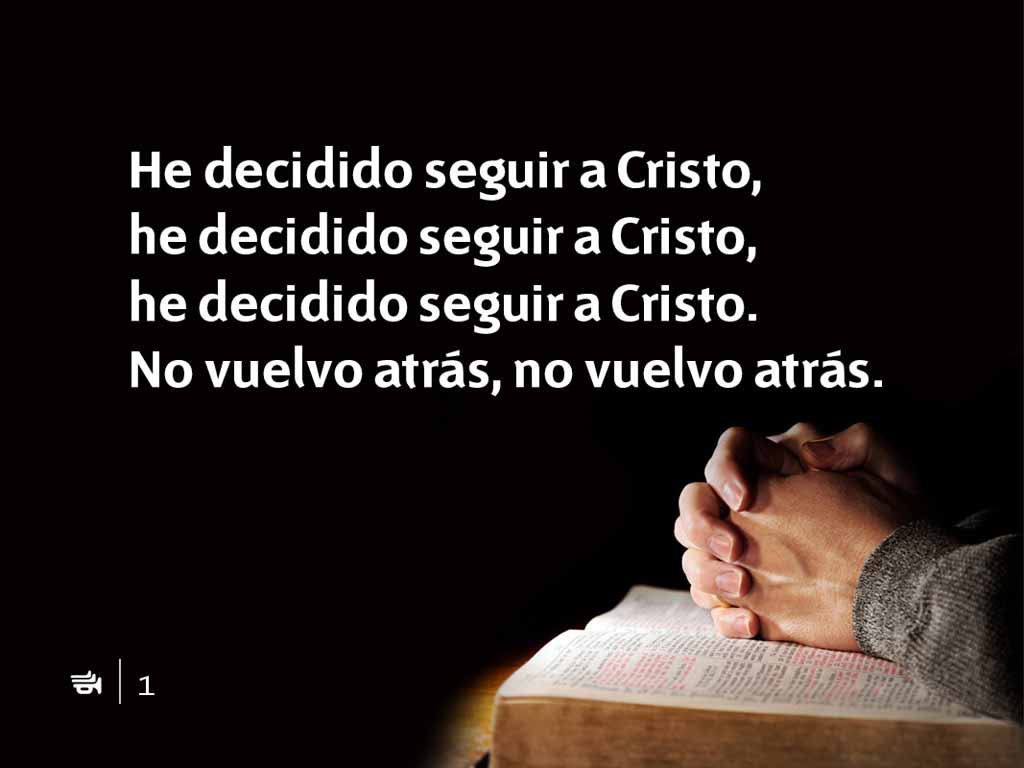 He decidido seguir a Cristo,
he decidido seguir a Cristo,
he decidido seguir a Cristo.
No vuelvo atrás, no vuelvo atrás.
1